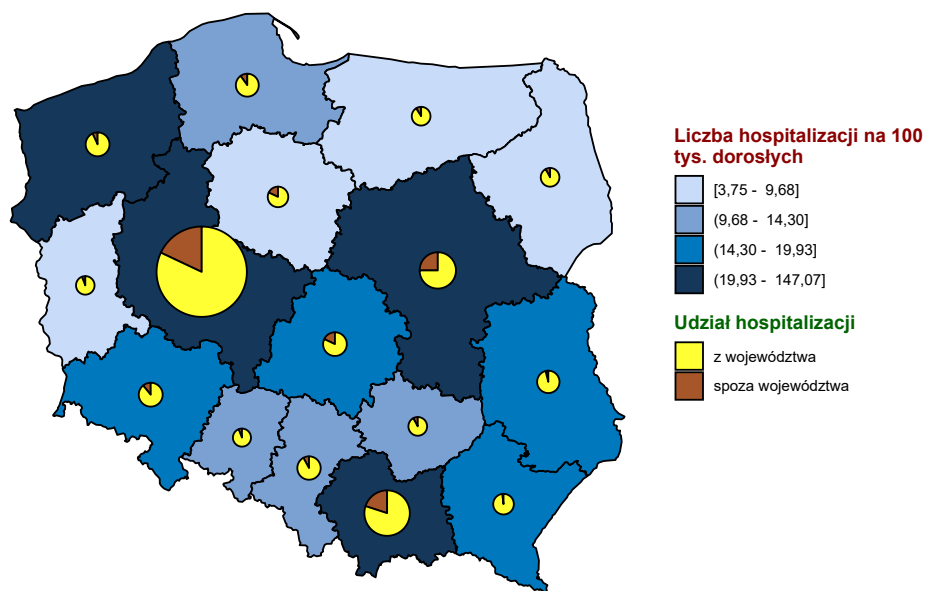 Liczba hospitalizacji na 100
tys. dorosłych
[3,75 - 9,68]
(9,68 - 14,30]
(14,30 - 19,93]
(19,93 - 147,07]
Udział hospitalizacji
z województwa
spoza województwa